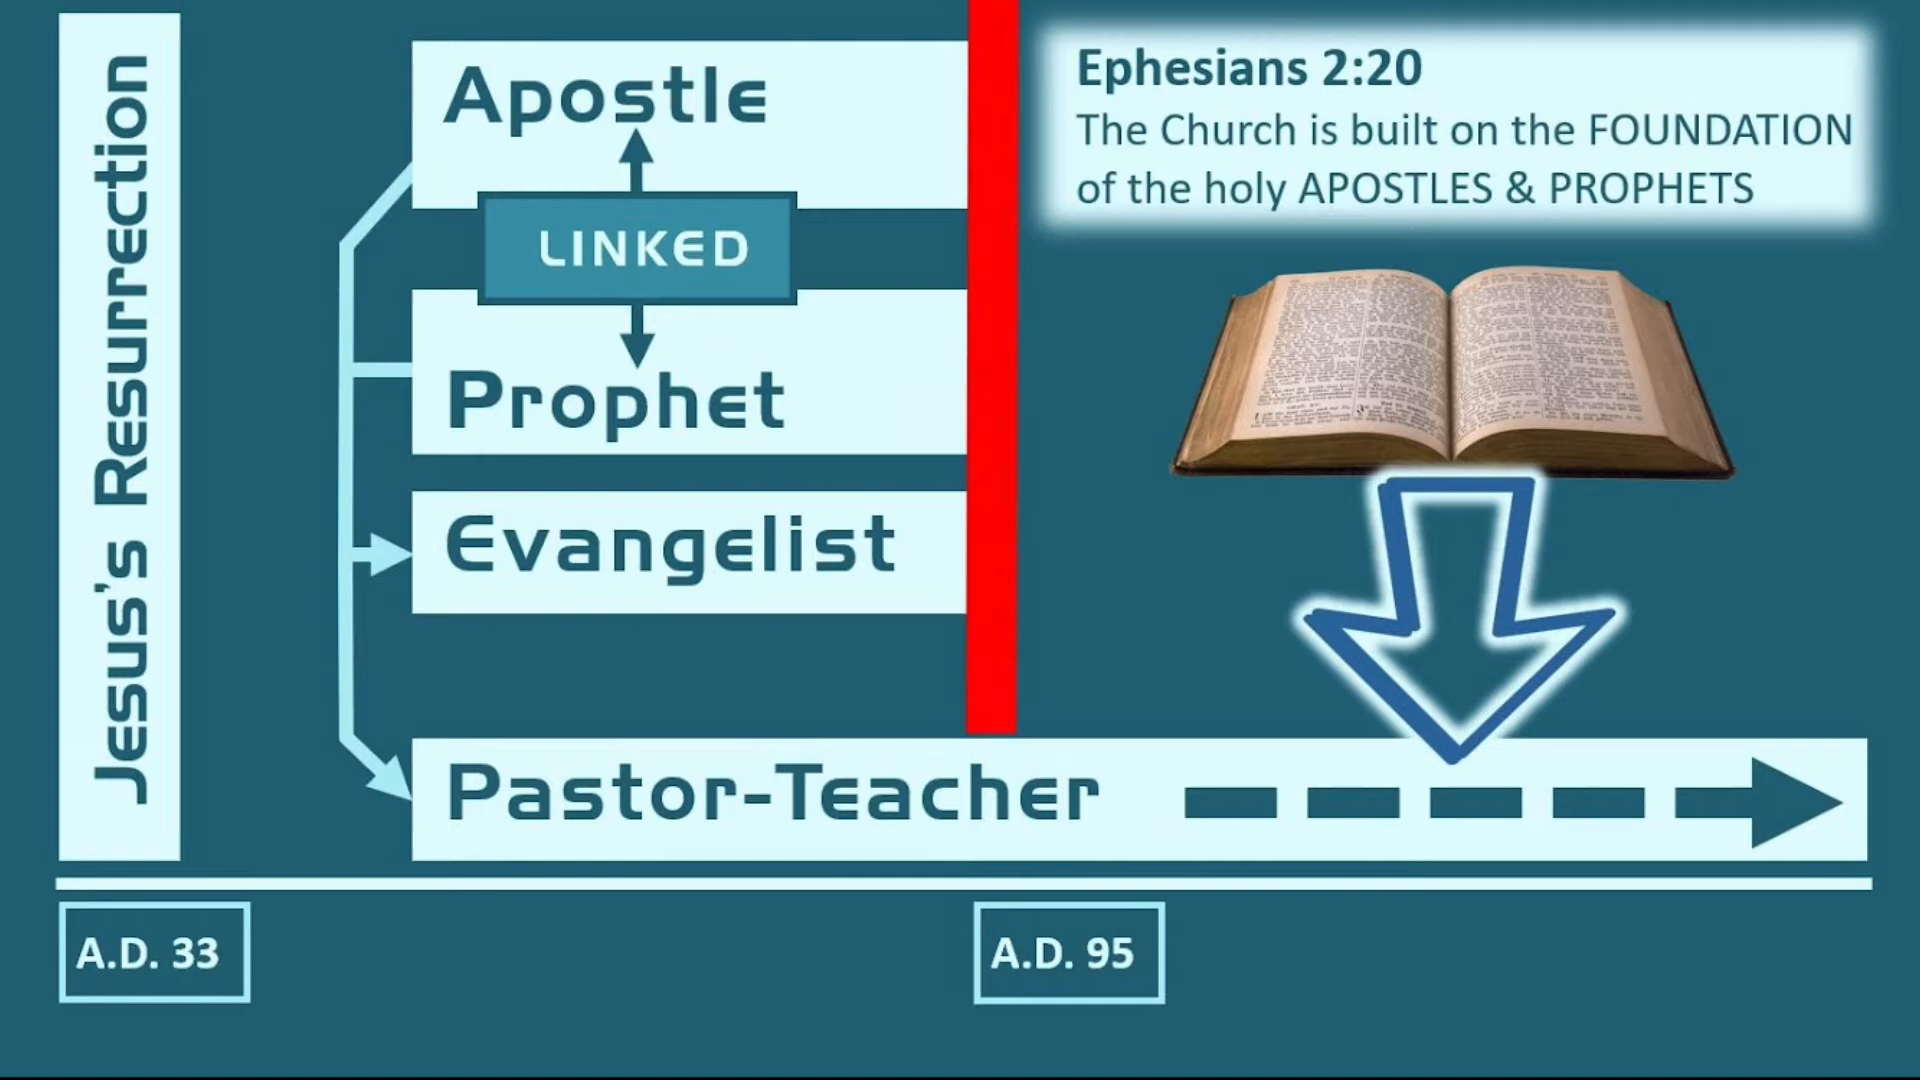 Jesus's Resurrection
Apostle
LINKED
Prophet
Evangelist
Pastor-Teacher
Ephesians 2:20
The Church is built on the FOUNDATION
of the holy APOSTLES & PROPHETS
A.D. 33
A.D. 95